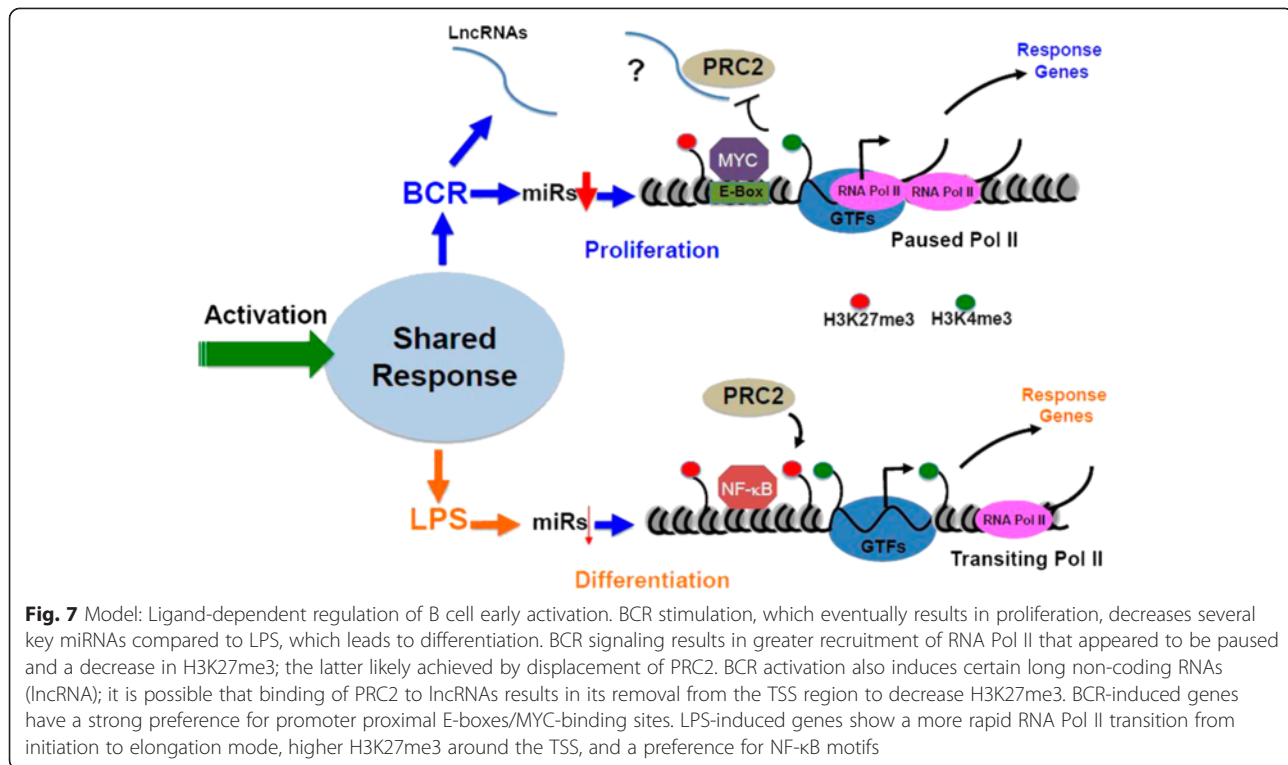 LncRNAs
?
PRC2
Response
Genes
BCR
miRs
MYC
E-Box
RNA Pol II
RNA Pol II
GTFs
Paused Pol II
Proliferation
Activation
Shared
Response
H3K27me3
H3K4me3
PRC2
Response
Genes
LPS
miRs
NF-κB
GTFs
RNA Pol II
Transiting Pol II
Differentiation
Fig. 7 Model: Ligand-dependent regulation of B cell early activation. BCR stimulation, which eventually results in proliferation, decreases several
key miRNAs compared to LPS, which leads to differentiation. BCR signaling results in greater recruitment of RNA Pol II that appeared to be paused
and a decrease in H3K27me3; the latter likely achieved by displacement of PRC2. BCR activation also induces certain long non-coding RNAs
(lncRNA); it is possible that binding of PRC2 to lncRNAs results in its removal from the TSS region to decrease H3K27me3. BCR-induced genes
have a strong preference for promoter proximal E-boxes/MYC-binding sites. LPS-induced genes show a more rapid RNA Pol II transition from
initiation to elongation mode, higher H3K27me3 around the TSS, and a preference for NF-κB motifs